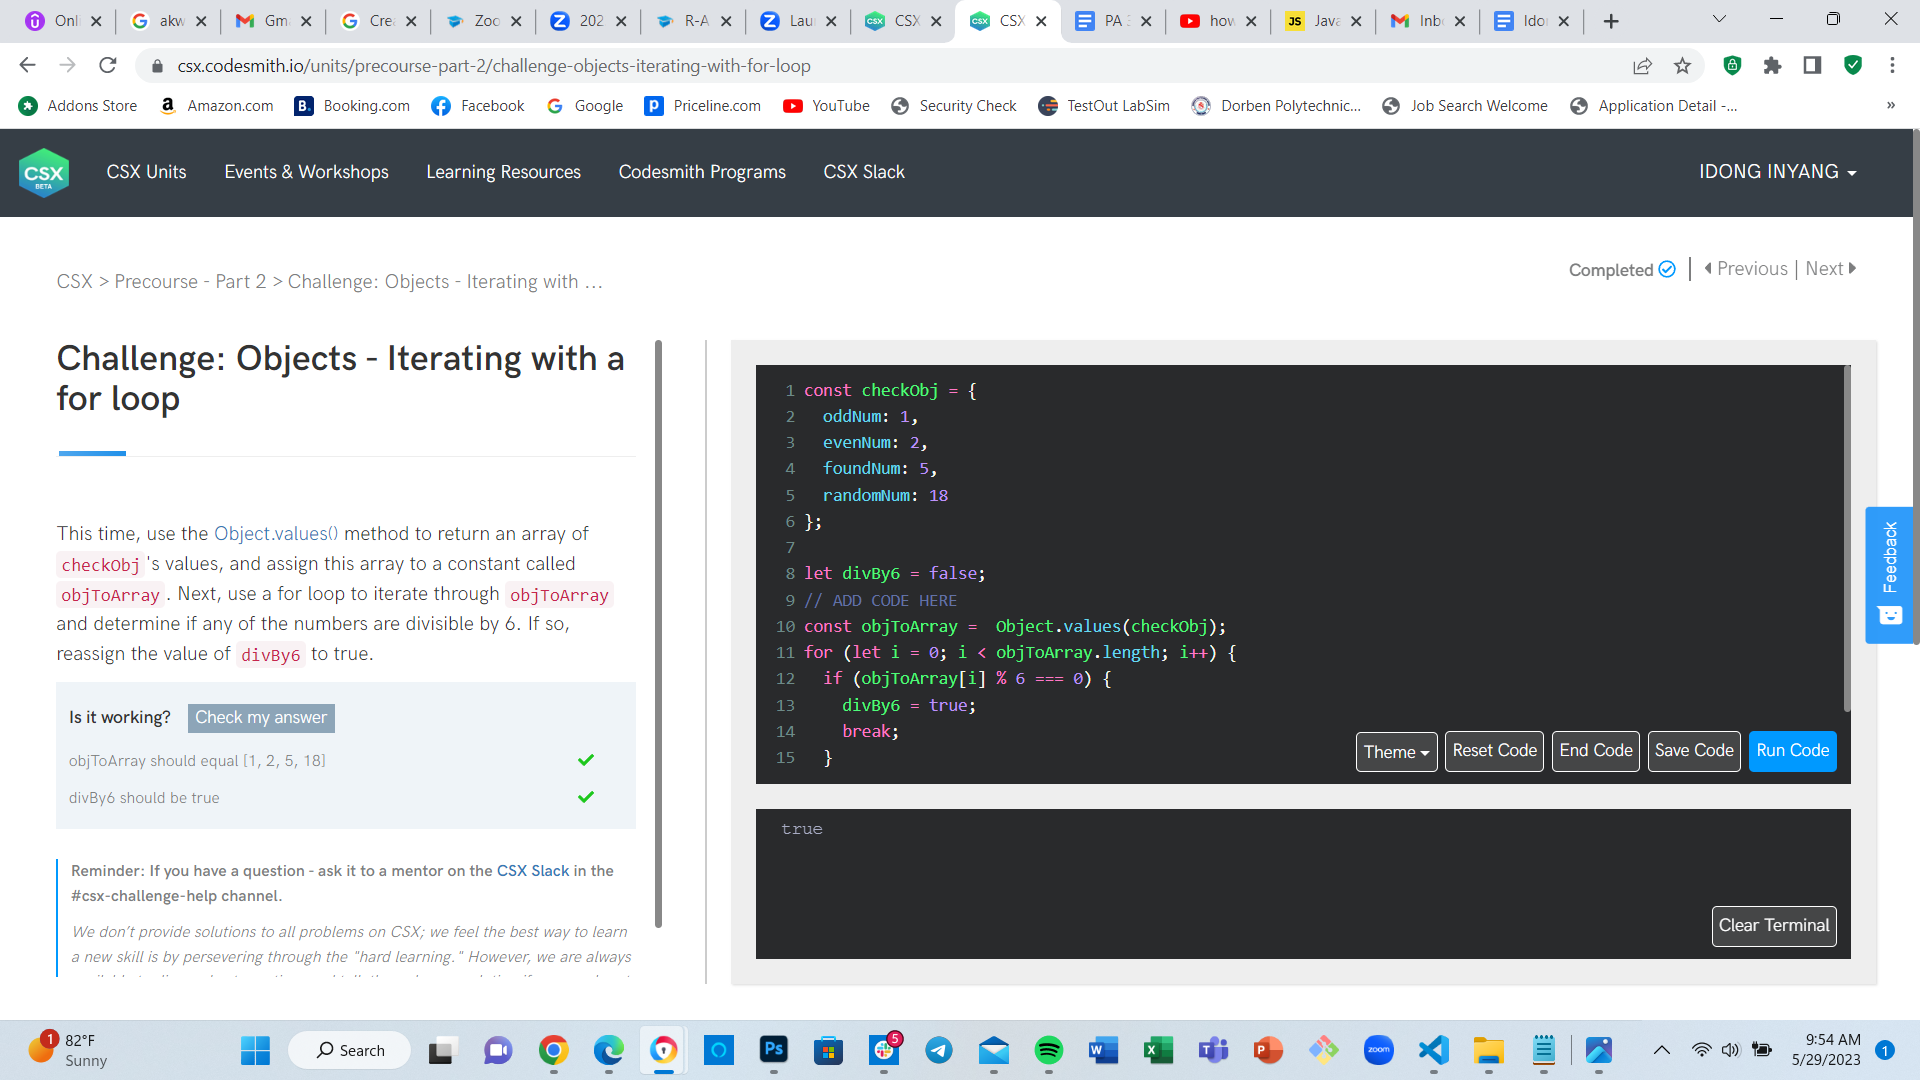 Onli
akw
Gm
Cre
Zoo
202
R-A
Lau
CSX
CSX
PA 3
how
JS Java
Inb
Ido
csx.codesmith.io/units/precourse-part-2/challenge-objects-iterating-with-for-loop
Addons Store
Amazon.com
Booking.com
Facebook
Google
Priceline.com
YouTube
Security Check
TestOut LabSim
Dorben Polytechnic...
Job Search Welcome
Application Detail -...
»
CSX
BETA
CSX Units
Events & Workshops
Learning Resources
Codesmith Programs
CSX Slack
IDONG INYANG
CSX > Precourse - Part 2 > Challenge: Objects - Iterating with ...
Completed
Previous | Next
Challenge: Objects - Iterating with a
for loop
This time, use the Object.values() method to return an array of
checkObj's values, and assign this array to a constant called
objToArray. Next, use a for loop to iterate through objToArray
and determine if any of the numbers are divisible by 6. If so,
reassign the value of divBy6 to true.
Is it working? Check my answer
objToArray should equal [1, 2, 5, 18]
divBy6 should be true
Reminder: If you have a question - ask it to a mentor on the CSX Slack in the
#csx-challenge-help channel.
We don't provide solutions to all problems on CSX; we feel the best way to learn
a new skill is by persevering through the "hard learning." However, we are always
1 const checkObj = {
2   oddNum: 1,
3   evenNum: 2,
4   foundNum: 5,
5   randomNum: 18
6 };
7
8 let divBy6 = false;
9 // ADD CODE HERE
10 const objToArray =  Object.values(checkObj);
11 for (let i = 0; i < objToArray.length; i++) {
12   if (objToArray[i] % 6 === 0) {
13     divBy6 = true;
14     break;
15   }
Theme
Reset Code
End Code
Save Code
Run Code
true
Clear Terminal
Feedback
1
82°F
Sunny
Search
Ps
5
zoom
9:54 AM
5/29/2023
1